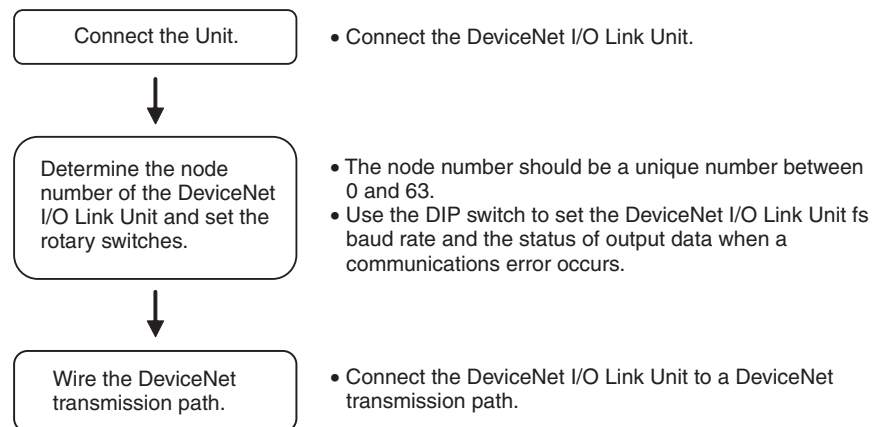 Connect the Unit.
• Connect the DeviceNet I/O Link Unit.
Determine the node
number of the DeviceNet
I/O Link Unit and set the
rotary switches.
• The node number should be a unique number between
0 and 63.
• Use the DIP switch to set the DeviceNet I/O Link Unit fs
baud rate and the status of output data when a
communications error occurs.
Wire the DeviceNet
transmission path.
• Connect the DeviceNet I/O Link Unit to a DeviceNet
transmission path.